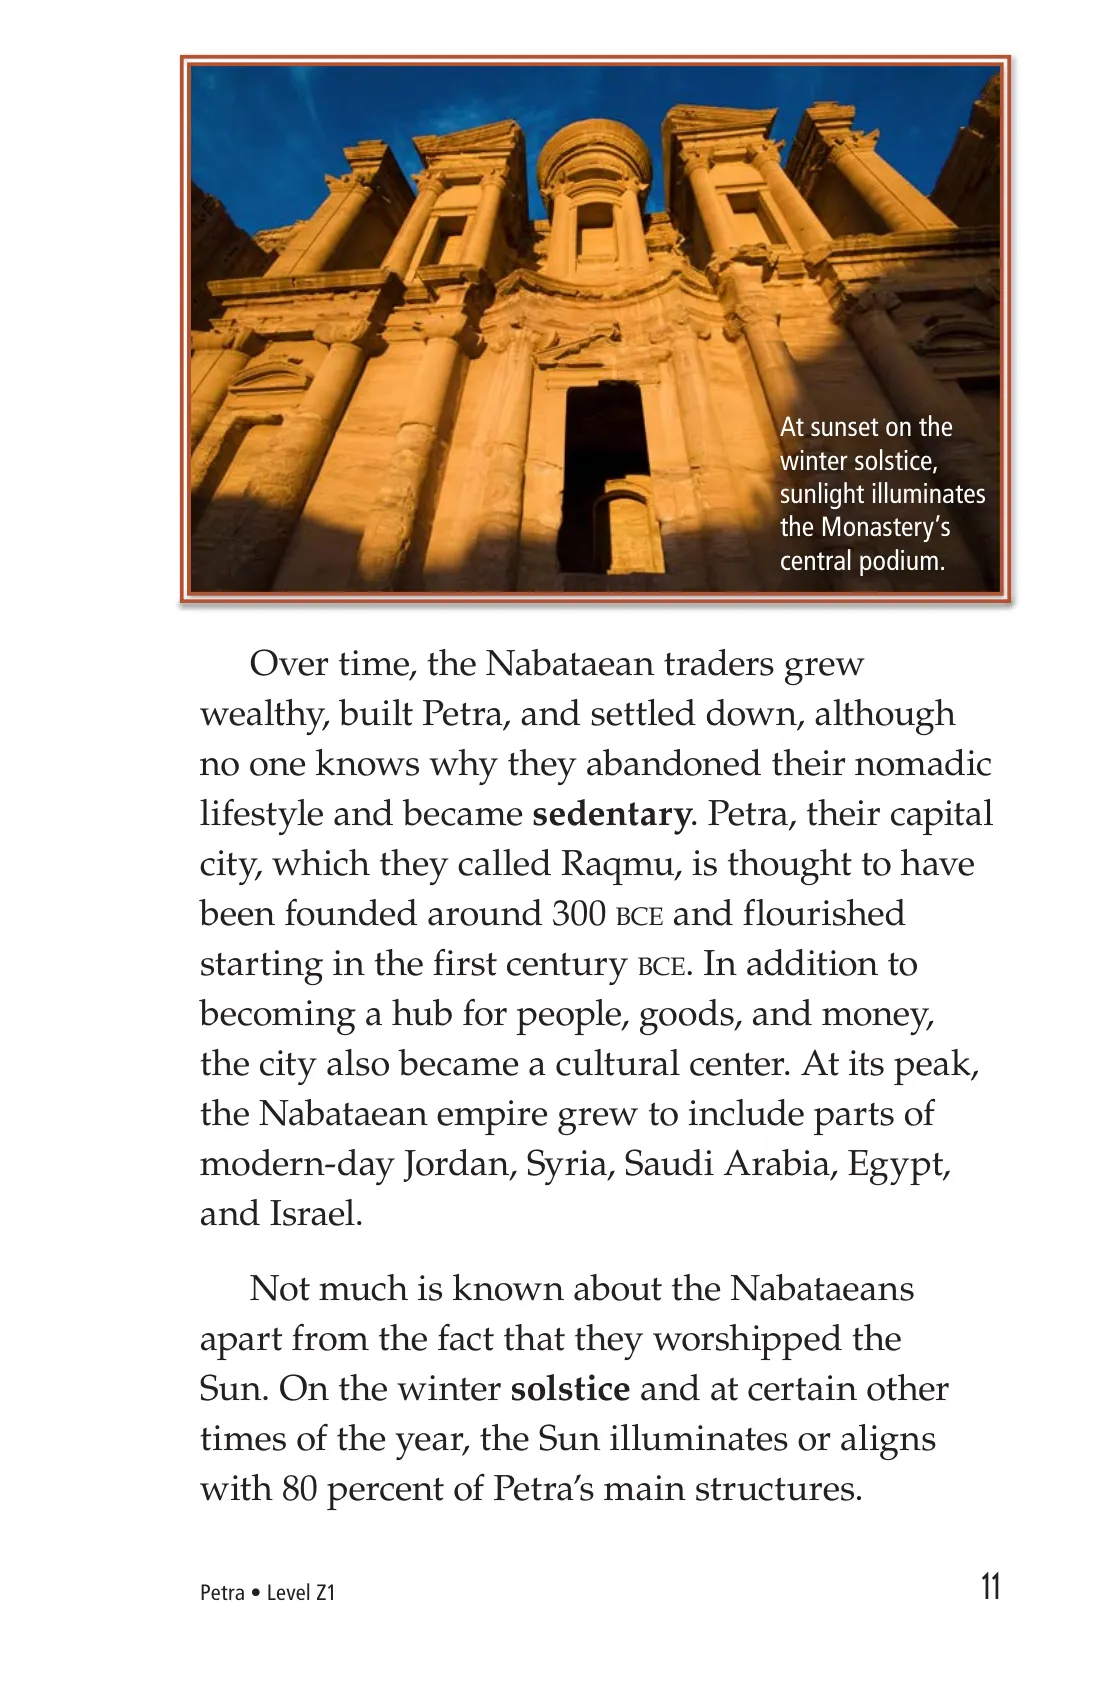 At sunset on the
winter solstice,
sunlight illuminates
the Monastery’s
central podium.
Over time, the Nabataean traders grew
wealthy, built Petra, and settled down, although
no one knows why they abandoned their nomadic
lifestyle and became sedentary. Petra, their capital
city, which they called Raqmu, is thought to have
been founded around 300 BCE and flourished
starting in the first century BCE. In addition to
becoming a hub for people, goods, and money,
the city also became a cultural center. At its peak,
the Nabataean empire grew to include parts of
modern-day Jordan, Syria, Saudi Arabia, Egypt,
and Israel.
Not much is known about the Nabataeans
apart from the fact that they worshipped the
Sun. On the winter solstice and at certain other
times of the year, the Sun illuminates or aligns
with 80 percent of Petra’s main structures.
Petra • Level Z1
11